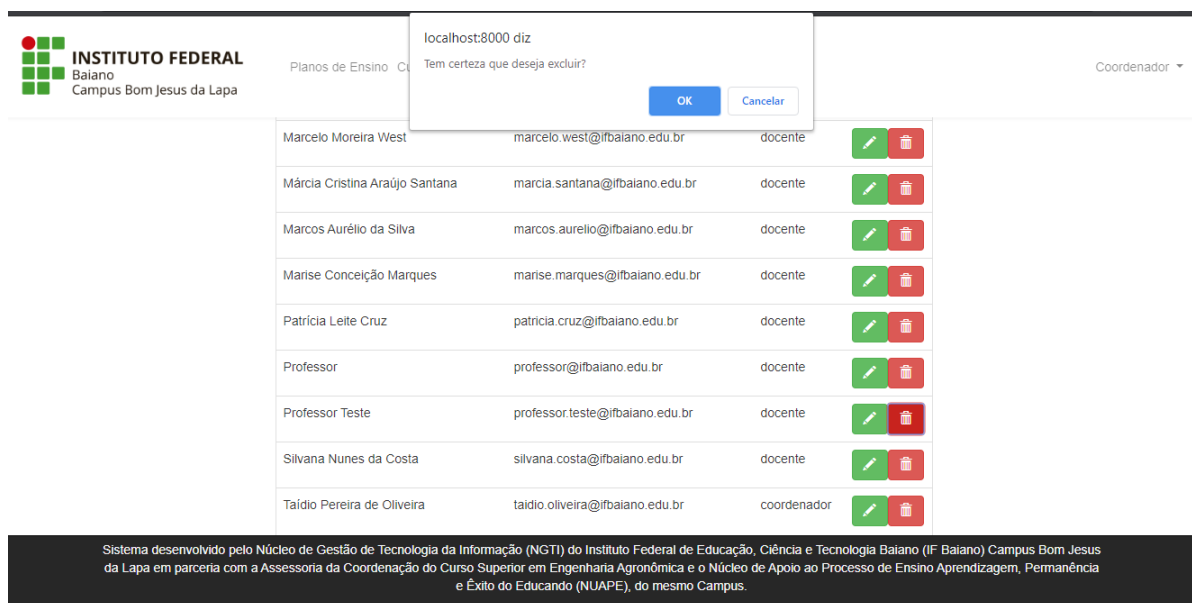 localhost:8000 diz
Tem certeza que deseja excluir?
OK Cancelar
INSTITUTO FEDERAL
Baiano
Campus Bom Jesus da Lapa
Planos de Ensino
Coordenador
Marcelo Moreira West marcelo.west@ifbaiano.edu.br docente
Márcia Cristina Araújo Santana marcia.santana@ifbaiano.edu.br docente
Marcos Aurélio da Silva marcos.aurelio@ifbaiano.edu.br docente
Marise Conceição Marques marise.marques@ifbaiano.edu.br docente
Patrícia Leite Cruz patricia.cruz@ifbaiano.edu.br docente
Professor professor@ifbaiano.edu.br docente
Professor Teste professor.teste@ifbaiano.edu.br docente
Silvana Nunes da Costa silvana.costa@ifbaiano.edu.br docente
Taídio Pereira de Oliveira taidio.oliveira@ifbaiano.edu.br coordenador
Sistema desenvolvido pelo Núcleo de Gestão de Tecnologia da Informação (NGTI) do Instituto Federal de Educação, Ciência e Tecnologia Baiano (IF Baiano) Campus Bom Jesus
da Lapa em parceria com a Assessoria da Coordenação do Curso Superior em Engenharia Agronômica e o Núcleo de Apoio ao Processo de Ensino Aprendizagem, Permanência
e Êxito do Educando (NUAPE), do mesmo Campus.